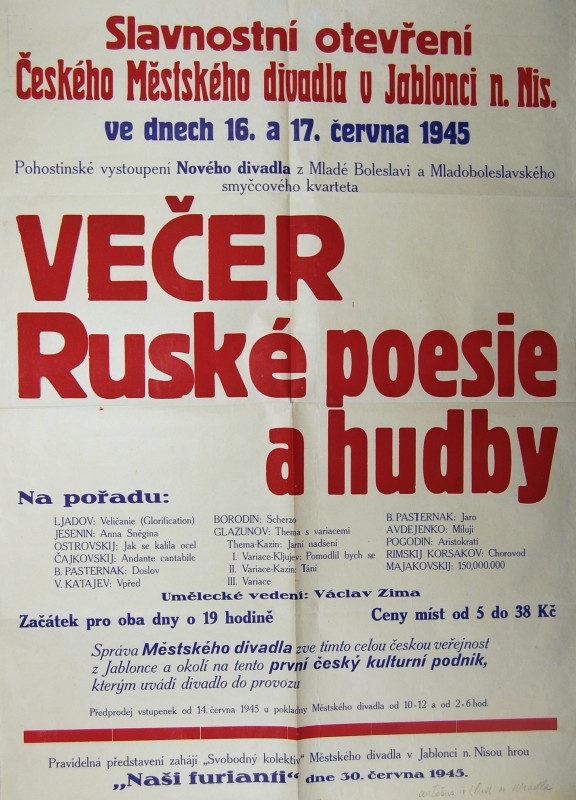 Slavnostní otevření
Českého Městského divadla v Jablonci n. Nis.
ve dnech 16. a 17. června 1945
Pohostinské vystoupení Nového divadla z Mladé Boleslavi a Mladoboleslavského
smyčcového kvarteta
VEČER
Ruské poesie
a hudby
Na pořadu:
LJADOV: Veličanie (Glorification)
JESENIN: Anna Sněgina
OSTROVSKIJ: Jak se kalila ocel
ČAJKOVSKIJ: Andante cantabile
B. PASTERNAK: Doslov
V. KATAJEV: Vpřed
BORODIN: Scherzo
GLAZUNOV: Thema s variacemi
Thema-Kazin: Jarní nadšení
I. Variace-Kljujev: Pomodlil bych se
II. Variace-Kazin: Tání
III. Variace
B. PASTERNAK: Jaro
AVDEJENKO: Miluji
POGODIN: Aristokrati
RIMSKIJ KORSAKOV: Chorovod
MAJAKOVSKIJ: 150,000.000
Umělecké vedení: Václav Zima
Začátek pro oba dny o 19 hodině
Ceny míst od 5 do 38 Kč
Správa Městského divadla zve tímto celou českou veřejnost
z Jablonce a okolí na tento první český kulturní podnik,
kterým uvádí divadlo do provozu
Předprodej vstupenek od 14. června 1945 u pokladny Městského divadla od 10-12 a od 2-6 hod.
Pravidelná představení zahájí „Svobodný kolektiv" Městského divadla v Jablonci n. Nisou hrou
„Naši furianti" dne 30. června 1945.